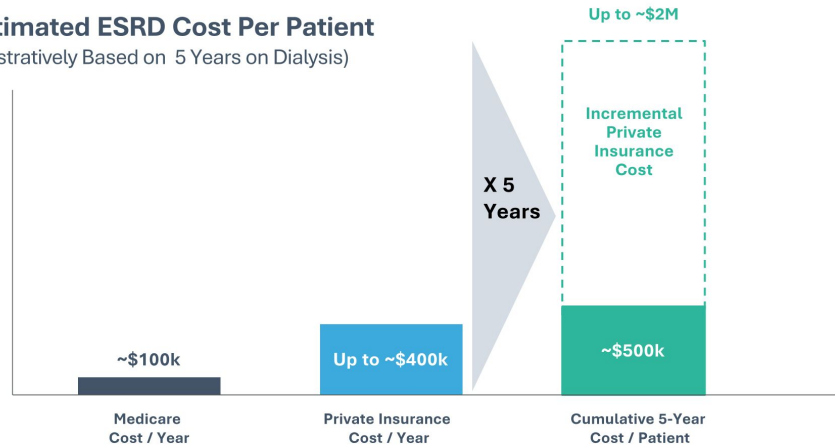 timated ESRD Cost Per Patient
stratively Based on 5 Years on Dialysis)
Up to ~$2M
Incremental
Private
Insurance
Cost
X 5
Years
~$100k
Up to ~$400k
~$500k
Medicare
Cost / Year
Private Insurance
Cost / Year
Cumulative 5-Year
Cost / Patient